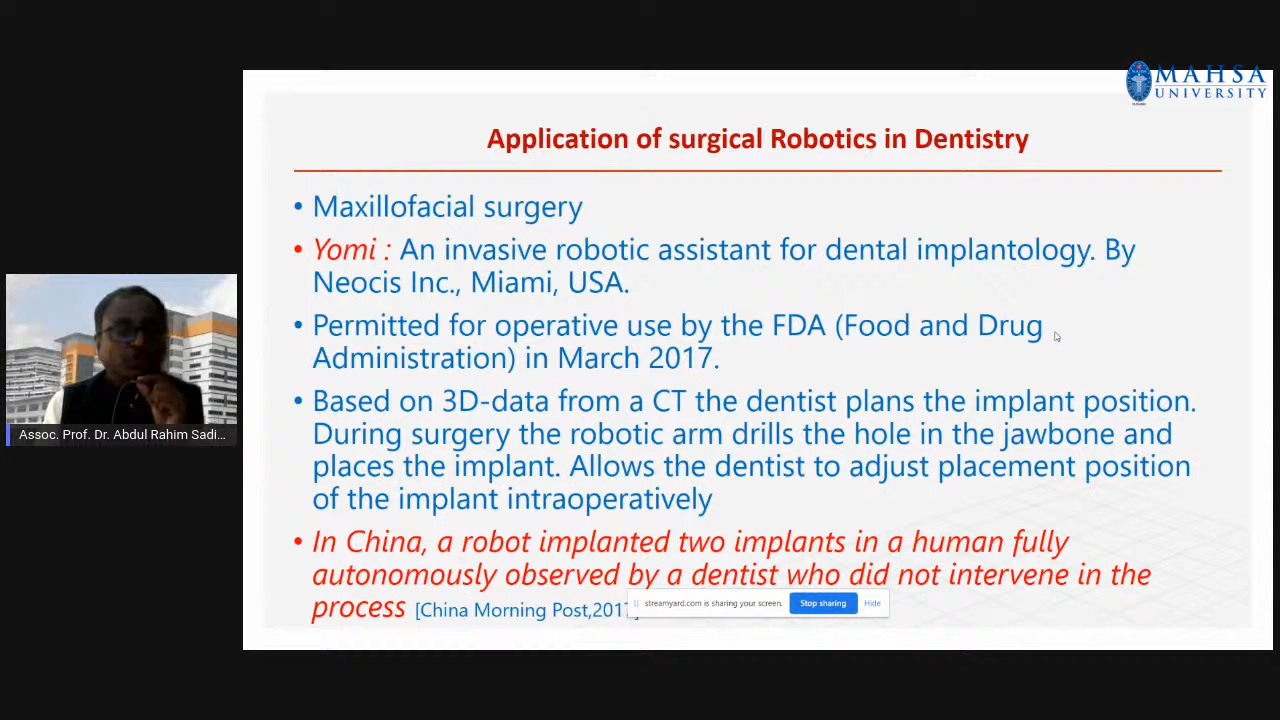 MAHSA
UNIVERSITY
Application of surgical Robotics in Dentistry
• Maxillofacial surgery
• Yomi : An invasive robotic assistant for dental implantology. By
Neocis Inc., Miami, USA.
• Permitted for operative use by the FDA (Food and Drug
Administration) in March 2017.
• Based on 3D-data from a CT the dentist plans the implant position.
During surgery the robotic arm drills the hole in the jawbone and
places the implant. Allows the dentist to adjust placement position
of the implant intraoperatively
• In China, a robot implanted two implants in a human fully
autonomously observed by a dentist who did not intervene in the
process [China Morning Post,2017]
streamyard.com is sharing your screen. Stop sharing Hide
Assoc. Prof. Dr. Abdul Rahim Sadi...